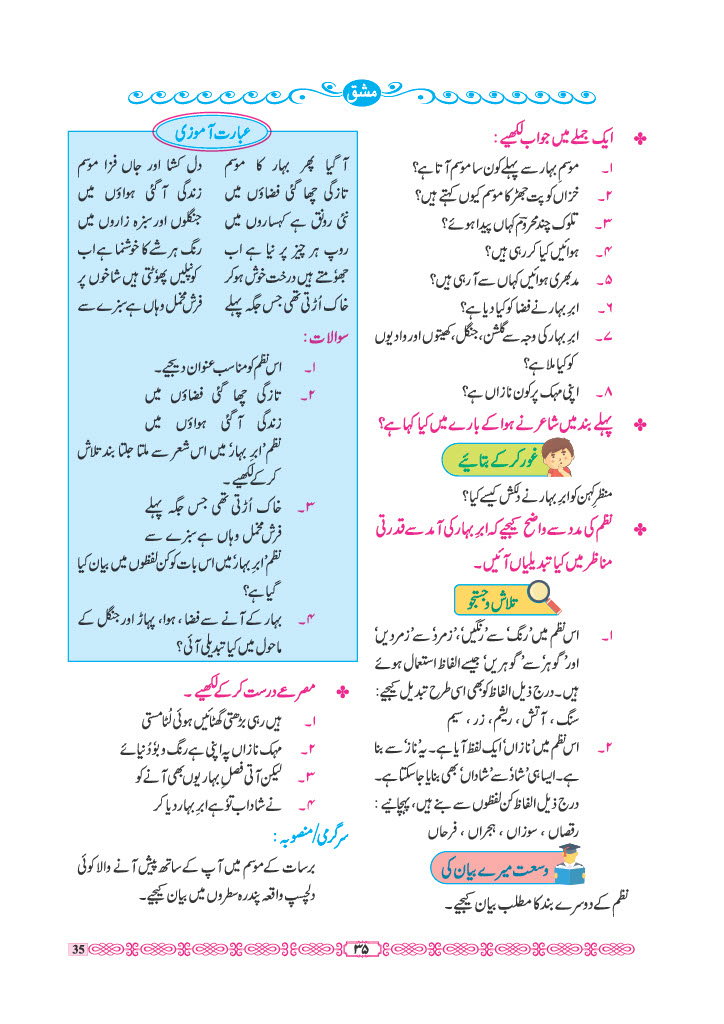 مشق
ایک جملے میں جواب لکھیے :
۱۔ موسمِ بہار سے پہلے کون سا موسم آتا ہے؟
۲۔ خزاں کو پت جھڑ کا موسم کیوں کہتے ہیں؟
۳۔ تلوک چند محرومؔ کہاں پیدا ہوئے؟
۴۔ ہوائیں کیا کر رہی ہیں؟
۵۔ مدبھری ہوائیں کہاں سے آ رہی ہیں؟
۶۔ ابرِ بہار نے فضا کو کیا دیا ہے؟
۷۔ ابرِ بہار کی وجہ سے گلشن، جنگل، کھیتوں اور وادیوں
کو کیا ملا ہے؟
۸۔ اپنی مہک پر کون نازاں ہے؟
پہلے بند میں شاعر نے ہوا کے بارے میں کیا کہا ہے؟
غور کر کے بتائیے
منظرِ کہن کو ابرِ بہار نے دلکش کیسے کیا؟
نظم کی مدد سے واضح کیجیے کہ ابرِ بہار کی آمد سے قدرتی
مناظر میں کیا تبدیلیاں آئیں۔
تلاش و جستجو
۱۔ اس نظم میں ’رنگ‘ سے ’رنگیں‘، ’زمرد‘ سے ’زمردیں‘
اور ’گوہر‘ سے ’گوہریں‘ جیسے الفاظ استعمال ہوئے
ہیں۔ درج ذیل الفاظ کو بھی اسی طرح تبدیل کیجیے :
سنگ ، آتش ، ریشم ، زر ، سیم
۲۔ اس نظم میں ’نازاں‘ ایک لفظ آیا ہے۔ یہ ’ناز‘ سے بنا
ہے۔ ایسا ہی ’شاد‘ سے ’شاداں‘ بھی بنایا جا سکتا ہے۔
درج ذیل الفاظ کن لفظوں سے بنے ہیں، پہچانیے :
رقصاں ، سوزاں ، ہجراں ، فرحاں
وسعت میرے بیان کی
نظم کے دوسرے بند کا مطلب بیان کیجیے۔
عبارت آموزی
آ گیا پھر بہار کا موسم دل کشا اور جاں فزا موسم
تازگی چھا گئی فضاؤں میں زندگی آ گئی ہواؤں میں
نئی رونق ہے کہساروں میں جنگلوں اور سبزہ زاروں میں
روپ ہر چیز پر نیا ہے اب رنگ ہر شے کا خوشنما ہے اب
جھومتے ہیں درخت خوش ہو کر کونپلیں پھوٹتی ہیں شاخوں پر
خاک اُڑتی تھی جس جگہ پہلے فرشِ مخمل وہاں ہے سبزے سے
سوالات :
۱۔ اس نظم کو مناسب عنوان دیجیے۔
۲۔ تازگی چھا گئی فضاؤں میں
زندگی آ گئی ہواؤں میں
نظم ’ابرِ بہار‘ میں اس شعر سے ملتا جلتا بند تلاش
کر کے لکھیے۔
۳۔ خاک اُڑتی تھی جس جگہ پہلے
فرشِ مخمل وہاں ہے سبزے سے
نظم ’ابرِ بہار‘ میں اس بات کو کن لفظوں میں بیان کیا
گیا ہے؟
۴۔ بہار کے آنے سے فضا ، ہوا، پہاڑ اور جنگل کے
ماحول میں کیا تبدیلی آئی؟
مصرعے درست کر کے لکھیے ۔
۱۔ ہیں رہی بڑھتی گھٹائیں ہوئی لٹا مستی
۲۔ مہک نازاں پہ اپنی ہے رنگ و بوٗ دُنیائے
۳۔ لیکن آتی فصلِ بہار یوں بھی آنے کو
۴۔ نے شاداب توٗ ہے ابرِ بہار دیا کر
سرگرمی/منصوبہ :
برسات کے موسم میں آپ کے ساتھ پیش آنے والا کوئی
دلچسپ واقعہ پندرہ سطروں میں بیان کیجیے۔
۳۵
35